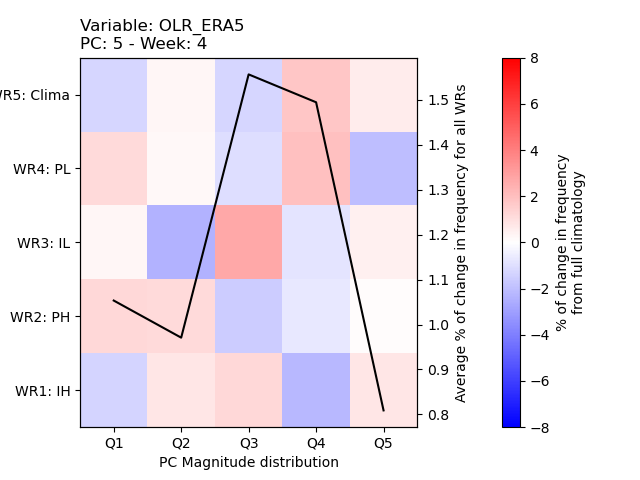 Variable: OLR_ERA5
PC: 5 - Week: 4
WR5: Clima
WR4: PL
WR3: IL
WR2: PH
WR1: IH
Q1 Q2 Q3 Q4 Q5
PC Magnitude distribution
1.5
1.4
1.3
1.2
1.1
1.0
0.9
0.8
Average % of change in frequency for all WRs
8
6
4
2
0
−2
−4
−6
−8
% of change in frequency
from full climatology